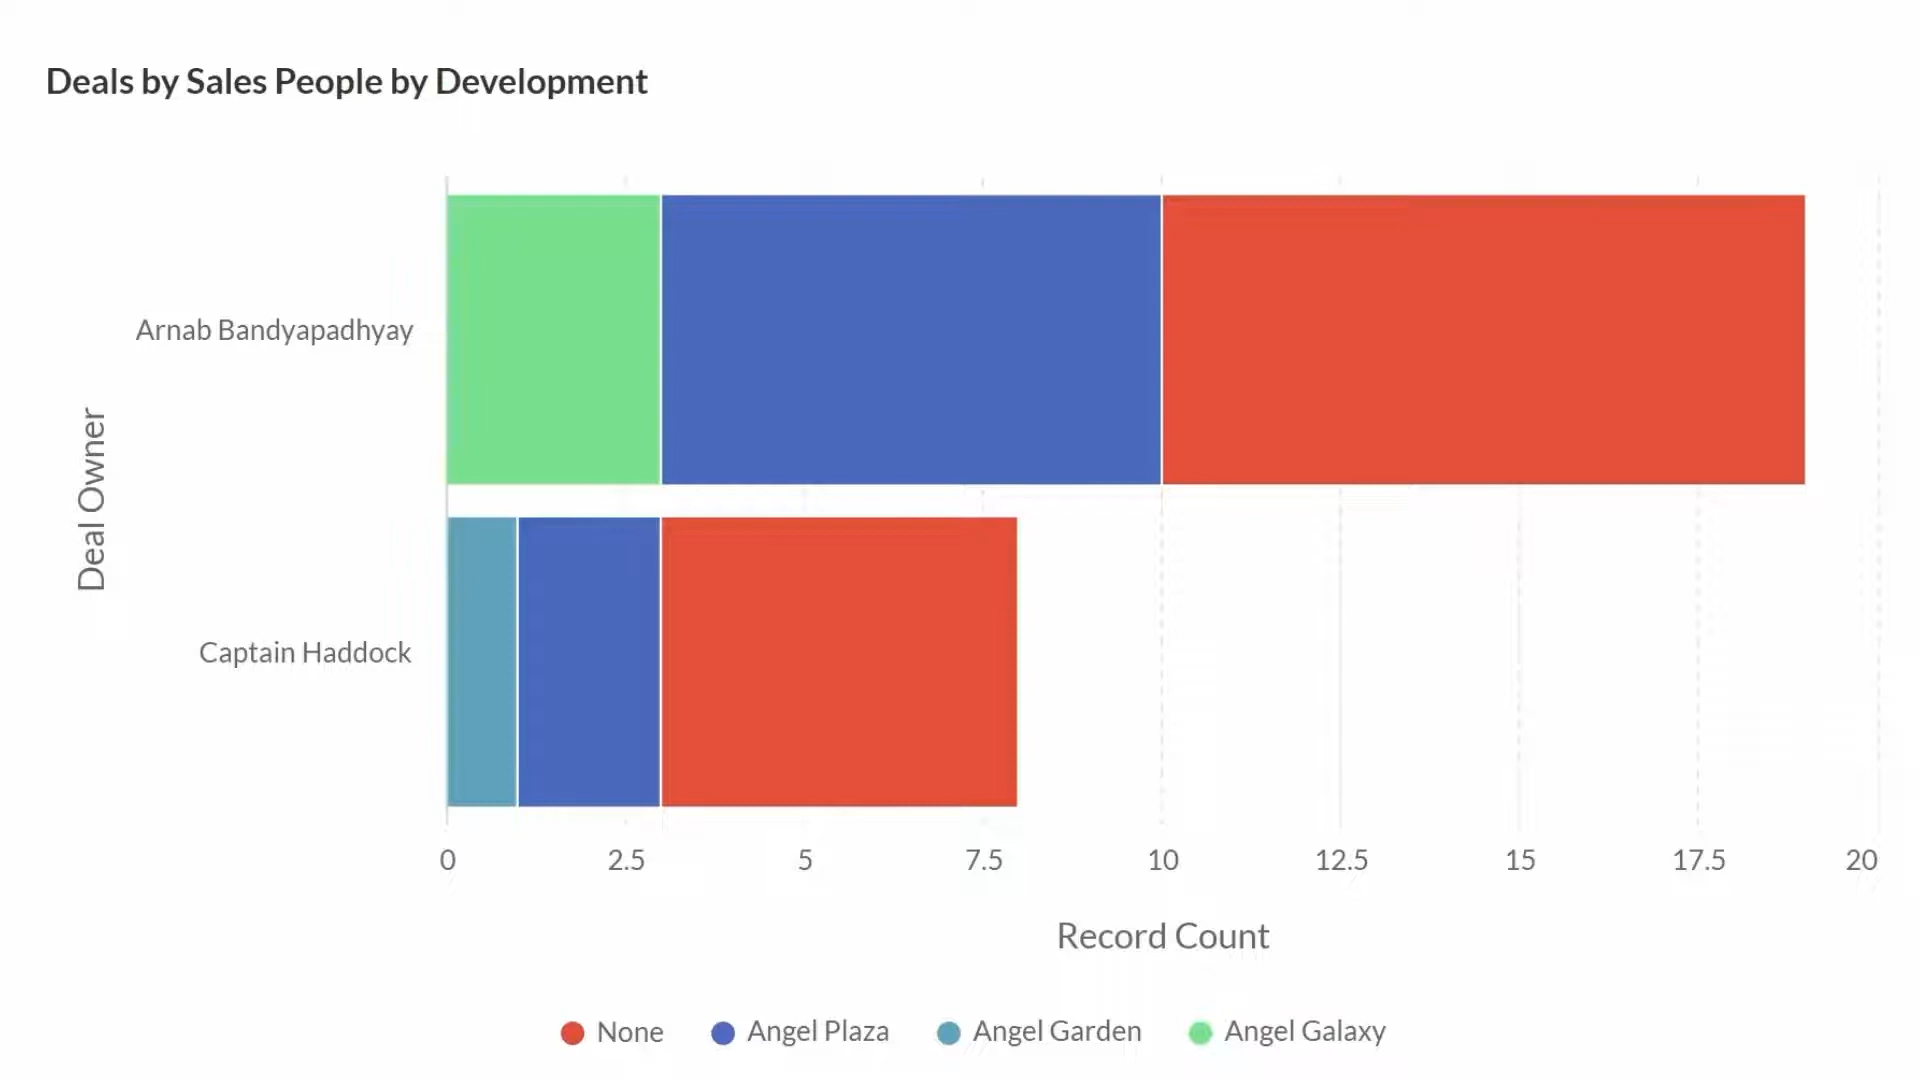 Deals by Sales People by Development
Arnab Bandyapadhyay
Deal Owner
Captain Haddock
0 2.5 5 7.5 10 12.5 15 17.5 20
Record Count
None Angel Plaza Angel Garden Angel Galaxy